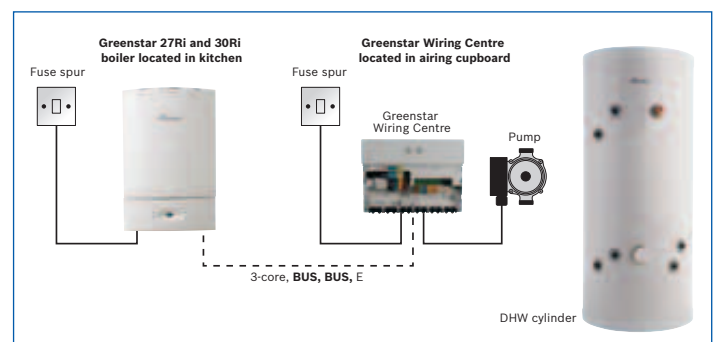 Greenstar 27Ri and 30Ri
boiler located in kitchen
Greenstar Wiring Centre
located in airing cupboard
Fuse spur
Fuse spur
Greenstar
Wiring Centre
Pump
3-core, BUS, BUS, E
DHW cylinder